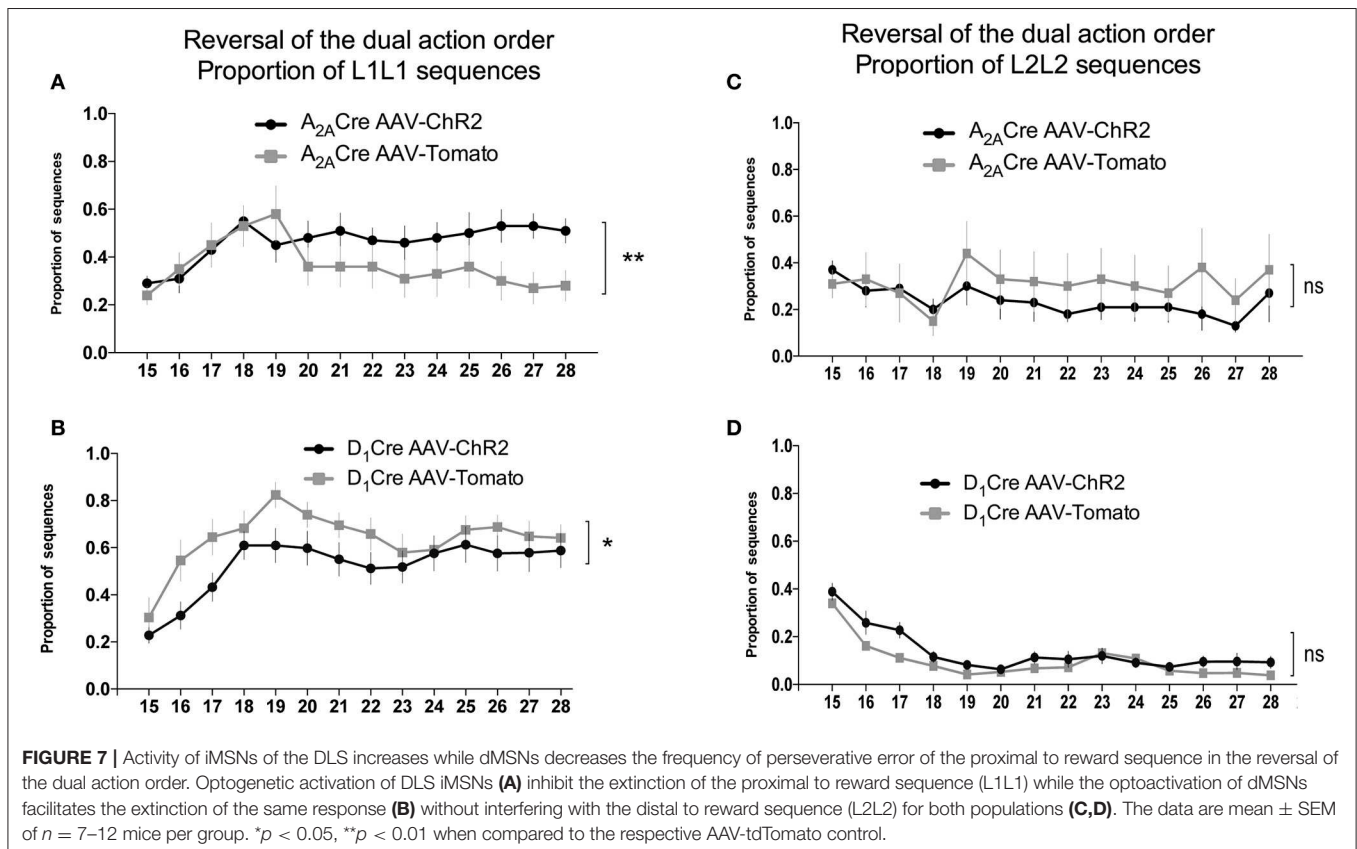 Reversal of the dual action order
Proportion of L1L1 sequences
A
1.0
0.8
0.6
0.4
0.2
0.0
Proportion of sequences
A2ACre AAV-ChR2
A2ACre AAV-Tomato
**
15 16 17 18 19 20 21 22 23 24 25 26 27 28
B
1.0
0.8
0.6
0.4
0.2
0.0
Proportion of sequences
D1Cre AAV-ChR2
D1Cre AAV-Tomato
*
15 16 17 18 19 20 21 22 23 24 25 26 27 28
Reversal of the dual action order
Proportion of L2L2 sequences
C
1.0
0.8
0.6
0.4
0.2
0.0
Proportion of sequences
A2ACre AAV-ChR2
A2ACre AAV-Tomato
ns
15 16 17 18 19 20 21 22 23 24 25 26 27 28
D
1.0
0.8
0.6
0.4
0.2
0.0
Proportion of sequences
D1Cre AAV-ChR2
D1Cre AAV-Tomato
ns
15 16 17 18 19 20 21 22 23 24 25 26 27 28
FIGURE 7 | Activity of iMSNs of the DLS increases while dMSNs decreases the frequency of perseverative error of the proximal to reward sequence in the reversal of
the dual action order. Optogenetic activation of DLS iMSNs (A) inhibit the extinction of the proximal to reward sequence (L1L1) while the optoactivation of dMSNs
facilitates the extinction of the same response (B) without interfering with the distal to reward sequence (L2L2) for both populations (C,D). The data are mean ± SEM
of n = 7–12 mice per group. *p < 0.05, **p < 0.01 when compared to the respective AAV-tdTomato control.